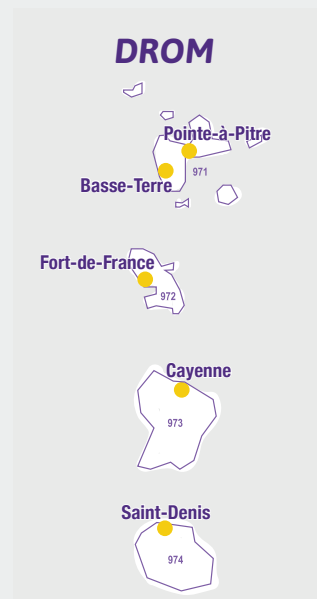 DROM
Pointe-à-Pitre
971
Basse-Terre
Fort-de-France
972
Cayenne
973
Saint-Denis
974